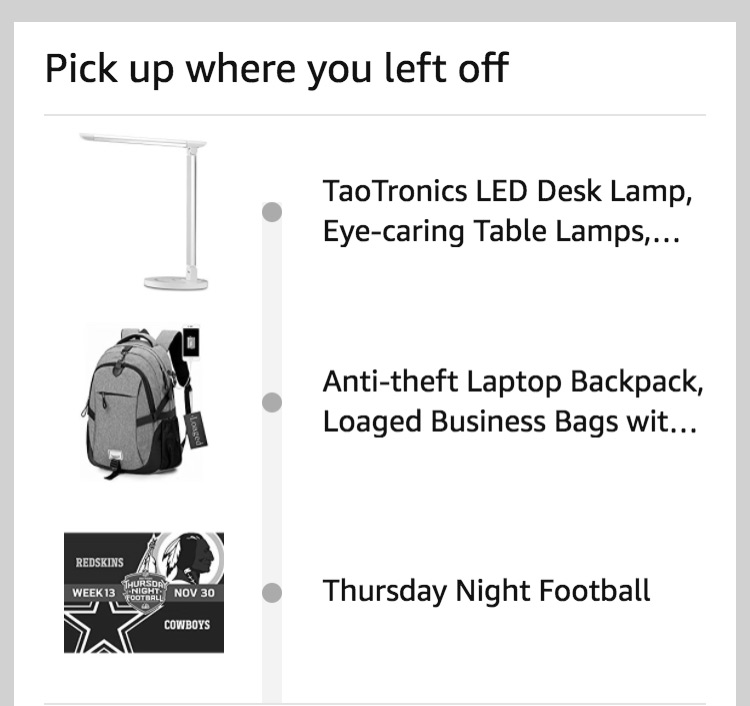 Pick up where you left off
TaoTronics LED Desk Lamp,
Eye-caring Table Lamps,...
Anti-theft Laptop Backpack,
Loaged Business Bags wit...
Loaged
REDSKINS
THURSDAY
NIGHT
FOOTBALL
WEEK 13
NOV 30
COWBOYS
Thursday Night Football